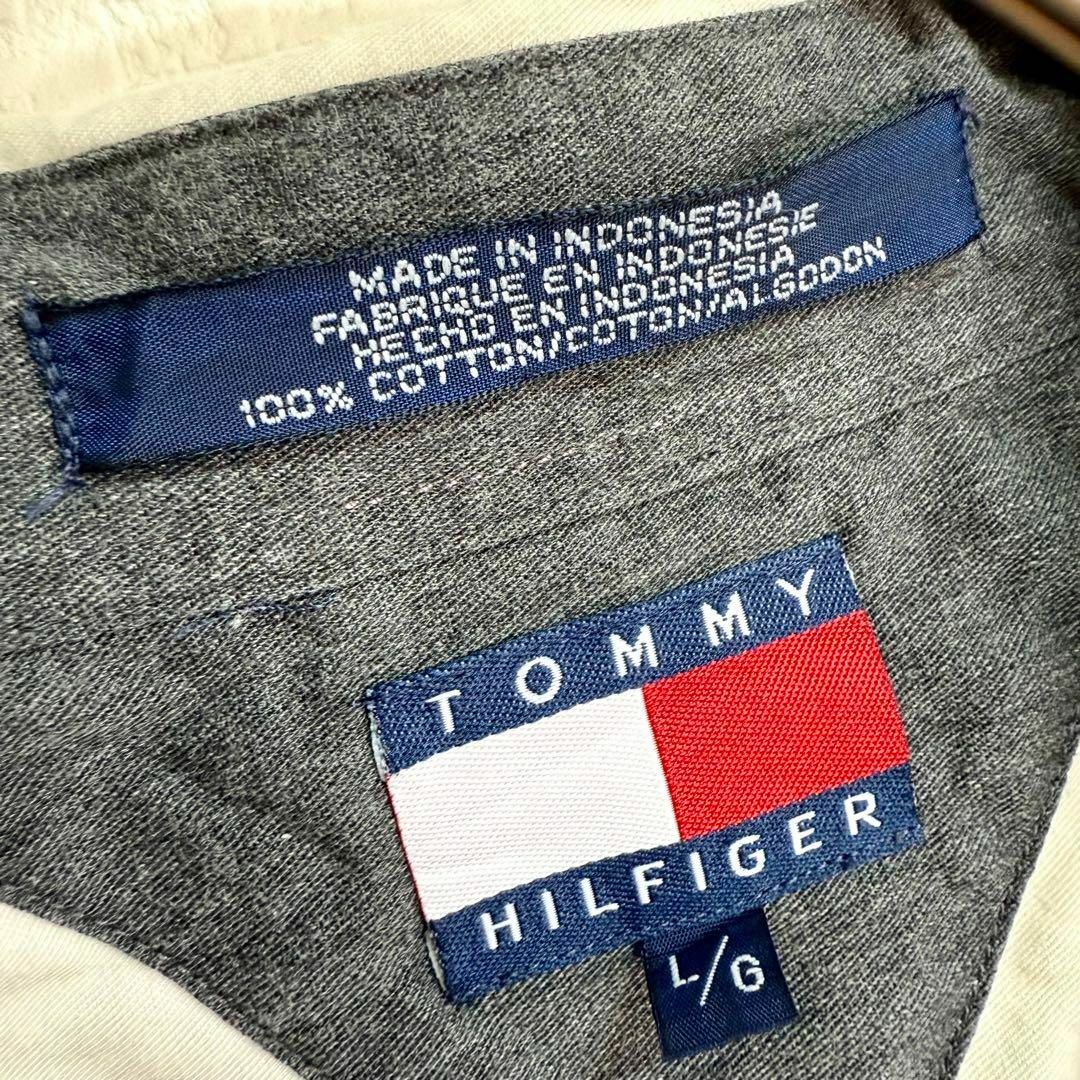 MADE IN INDONESIA
FABRIQUE EN INDONESIE
HECHO EN INDONESIA
100% COTTON/COTON/ALGODON
TOMMY
HILFIGER
L/G